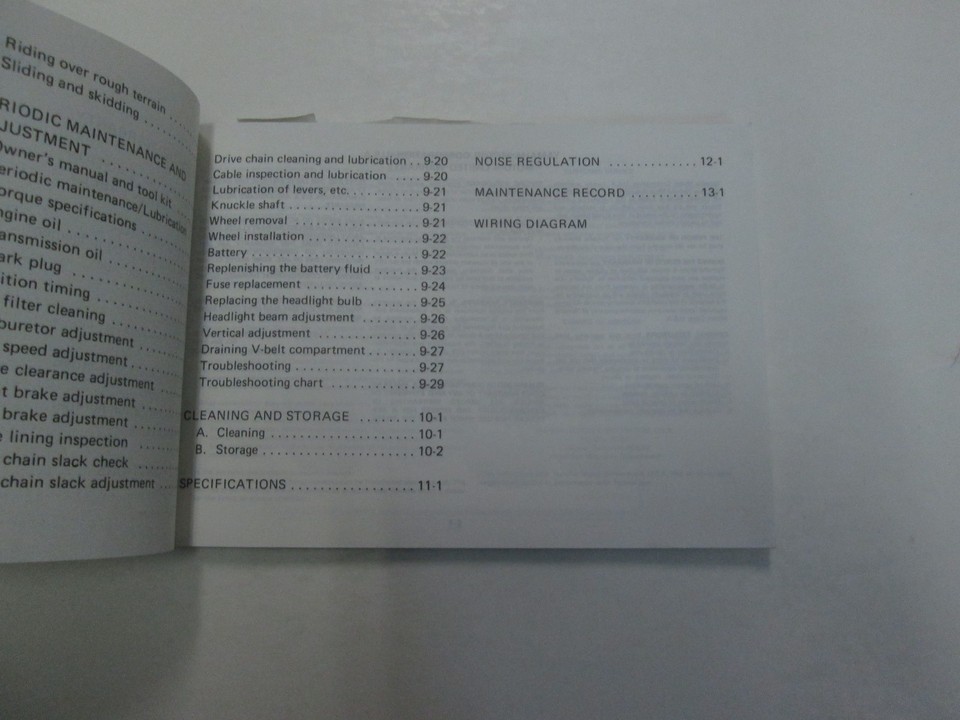 Riding over rough terrain . . . .
Sliding and skidding . . . . . . . .
RIODIC MAINTENANCE AND
JUSTMENT . . . . . . . . . .
Owner's manual and tool kit . . .
eriodic maintenance/Lubrication
orque specifications . . . . . . .
ngine oil . . . . . . . . . . . . .
ansmission oil . . . . . . . . . .
ark plug . . . . . . . . . . . . .
ition timing . . . . . . . . . . .
filter cleaning . . . . . . . . . .
buretor adjustment . . . . . . .
speed adjustment . . . . . . . .
e clearance adjustment . . . . .
t brake adjustment . . . . . . .
brake adjustment . . . . . . . .
lining inspection . . . . . .
chain slack check . . . . . .
chain slack adjustment . . .
Drive chain cleaning and lubrication . . 9-20
Cable inspection and lubrication . . . . 9-20
Lubrication of levers, etc. . . . . . . . . . 9-21
Knuckle shaft . . . . . . . . . . . . . . . . . 9-21
Wheel removal . . . . . . . . . . . . . . . . 9-21
Wheel installation . . . . . . . . . . . . . . 9-22
Battery . . . . . . . . . . . . . . . . . . . . . 9-22
Replenishing the battery fluid . . . . . . 9-23
Fuse replacement . . . . . . . . . . . . . . 9-24
Replacing the headlight bulb . . . . . . . 9-25
Headlight beam adjustment . . . . . . . . 9-26
Vertical adjustment . . . . . . . . . . . . . 9-26
Draining V-belt compartment . . . . . . . 9-27
Troubleshooting . . . . . . . . . . . . . . . . 9-27
Troubleshooting chart . . . . . . . . . . . 9-29
CLEANING AND STORAGE . . . . . . . 10-1
A. Cleaning . . . . . . . . . . . . . . . . . . . 10-1
B. Storage . . . . . . . . . . . . . . . . . . . . 10-2
SPECIFICATIONS . . . . . . . . . . . . . . . . 11-1
NOISE REGULATION . . . . . . . . . . . . 12-1
MAINTENANCE RECORD . . . . . . . . . . 13-1
WIRING DIAGRAM